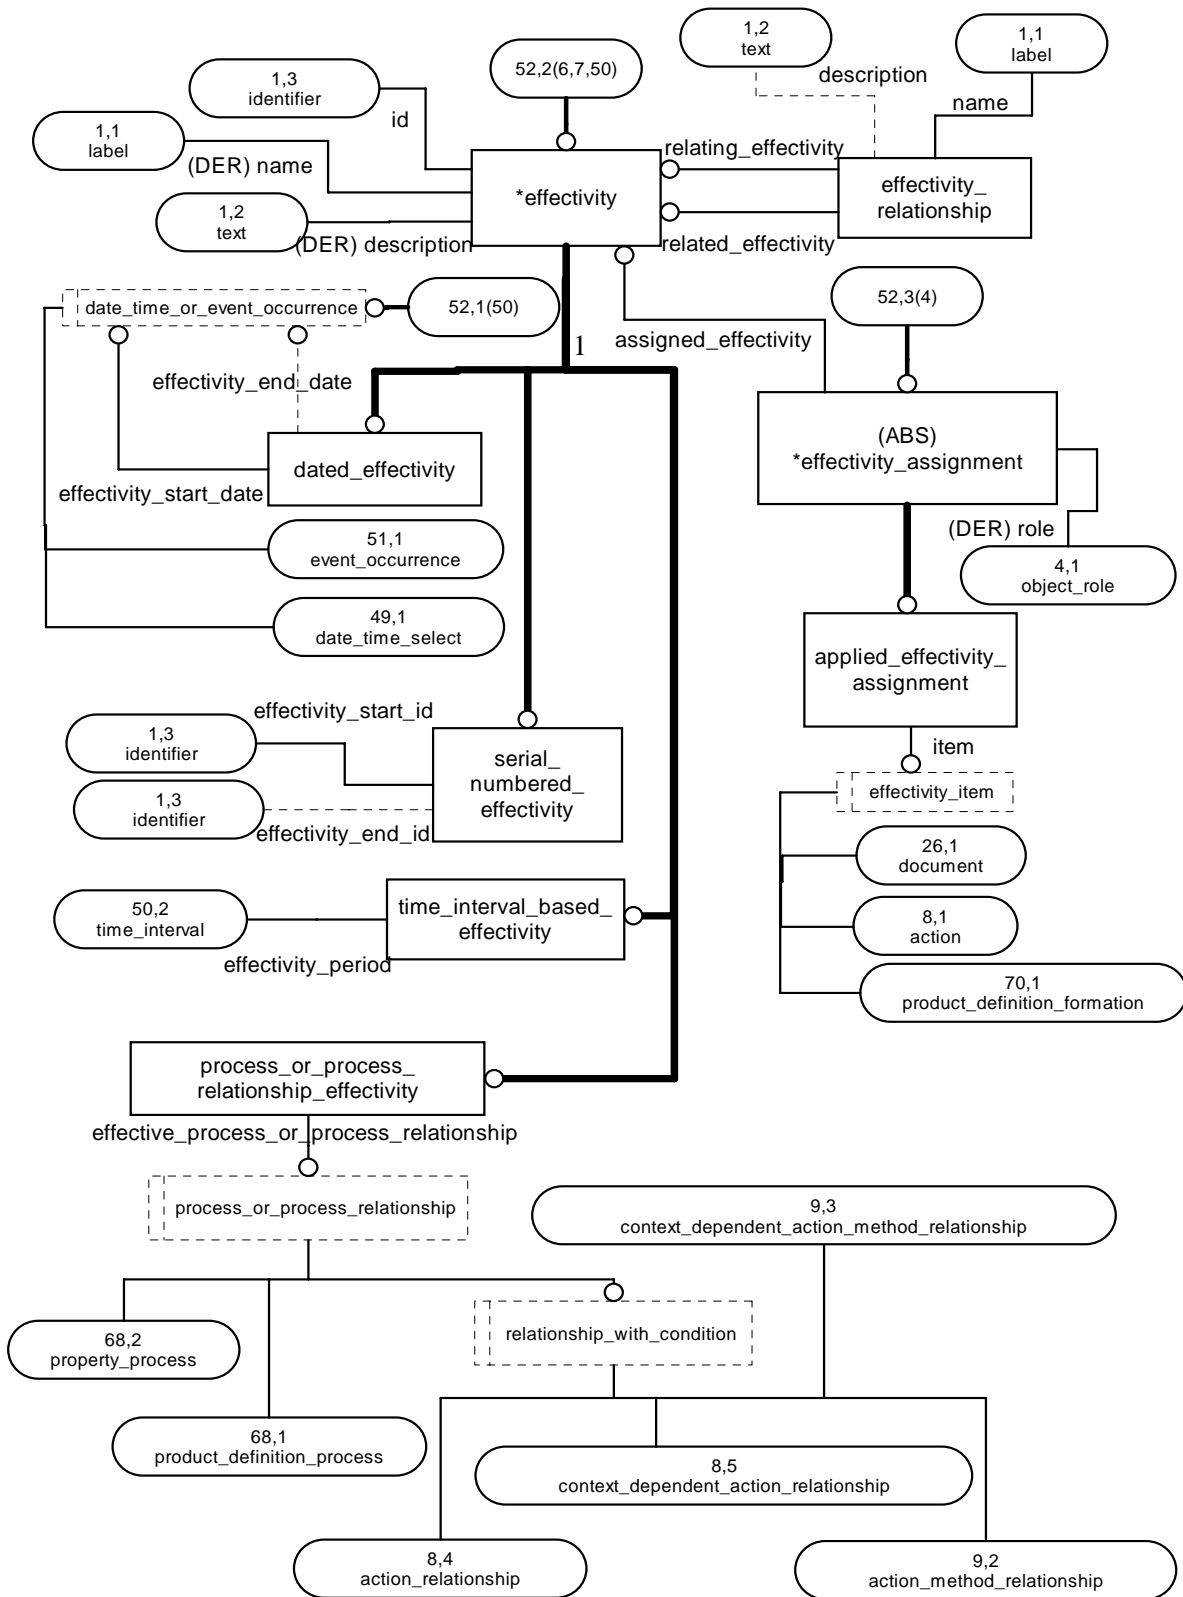 1,2
text
1,1
label
52,2(6,7,50)
1,3
identifier
description
name
id
1,1
label
(DER) name
relating_effectivity
*effectivity
effectivity_
relationship
1,2
text
(DER) description
related_effectivity
date_time_or_event_occurrence
52,1(50)
52,3(4)
assigned_effectivity
1
effectivity_end_date
(ABS)
*effectivity_assignment
dated_effectivity
effectivity_start_date
(DER) role
51,1
event_occurrence
4,1
object_role
49,1
date_time_select
applied_effectivity_
assignment
effectivity_start_id
1,3
identifier
item
serial_
numbered_
effectivity
effectivity_item
1,3
identifier
effectivity_end_id
26,1
document
50,2
time_interval
time_interval_based_
effectivity
8,1
action
effectivity_period
70,1
product_definition_formation
process_or_process_
relationship_effectivity
effective_process_or_process_relationship
process_or_process_relationship
9,3
context_dependent_action_method_relationship
relationship_with_condition
68,2
property_process
68,1
product_definition_process
8,5
context_dependent_action_relationship
8,4
action_relationship
9,2
action_method_relationship